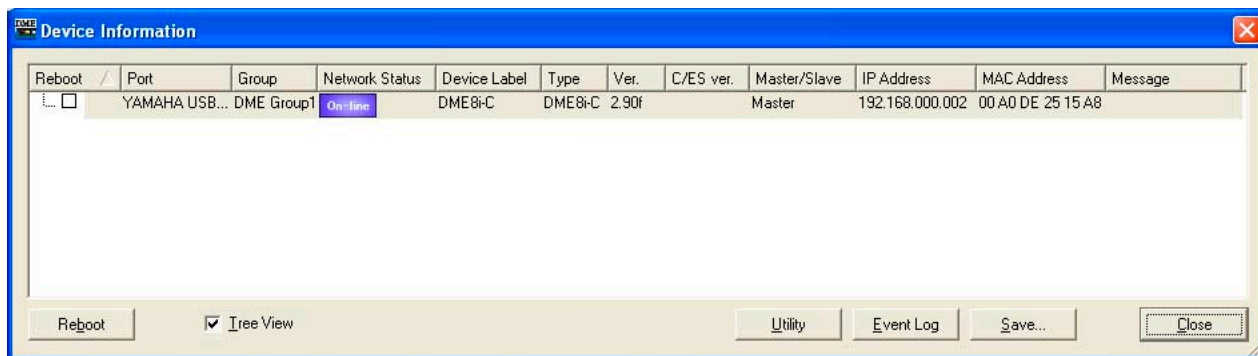 DME Device Information
Reboot Port Group Network Status Device Label Type Ver. C/ES ver. Master/Slave IP Address MAC Address Message
YAMAHA USB... DME Group1 On-line DME8i-C DME8i-C 2.90f Master 192.168.000.002 00 A0 DE 25 15 A8
Reboot Tree View Utility Event Log Save... Close